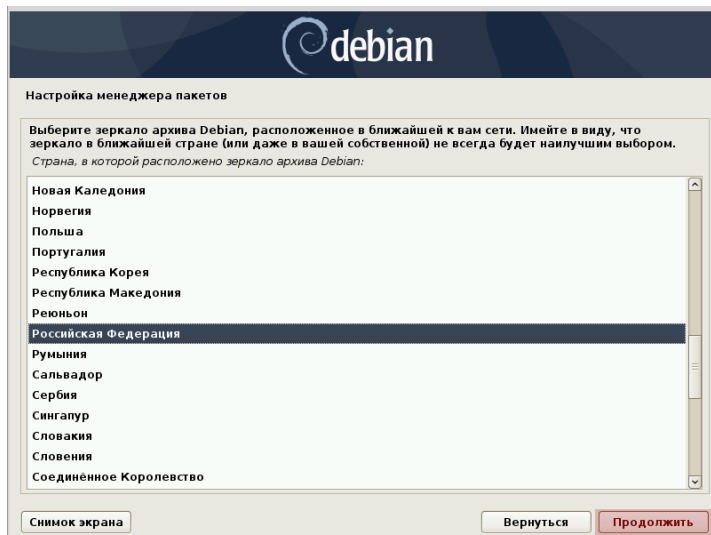 debian
Настройка менеджера пакетов
Выберите зеркало архива Debian, расположенное в ближайшей к вам сети. Имейте в виду, что
зеркало в ближайшей стране (или даже в вашей собственной) не всегда будет наилучшим выбором.
Страна, в которой расположено зеркало архива Debian:
Новая Каледония
Норвегия
Польша
Португалия
Республика Корея
Республика Македония
Реюньон
Российская Федерация
Румыния
Сальвадор
Сербия
Сингапур
Словакия
Словения
Соединённое Королевство
Снимок экрана
Вернуться
Продолжить